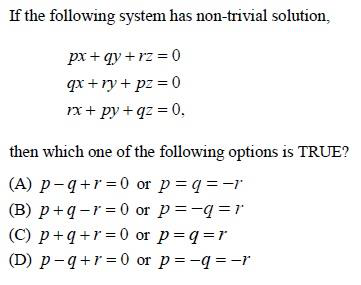 If the following system has non-trivial solution,
px + qy + rz = 0
qx + ry + pz = 0
rx + py + qz = 0,
then which one of the following options is TRUE?
(A) p − q + r = 0 or p = q = −r
(B) p + q − r = 0 or p = −q = r
(C) p + q + r = 0 or p = q = r
(D) p − q + r = 0 or p = −q = −r